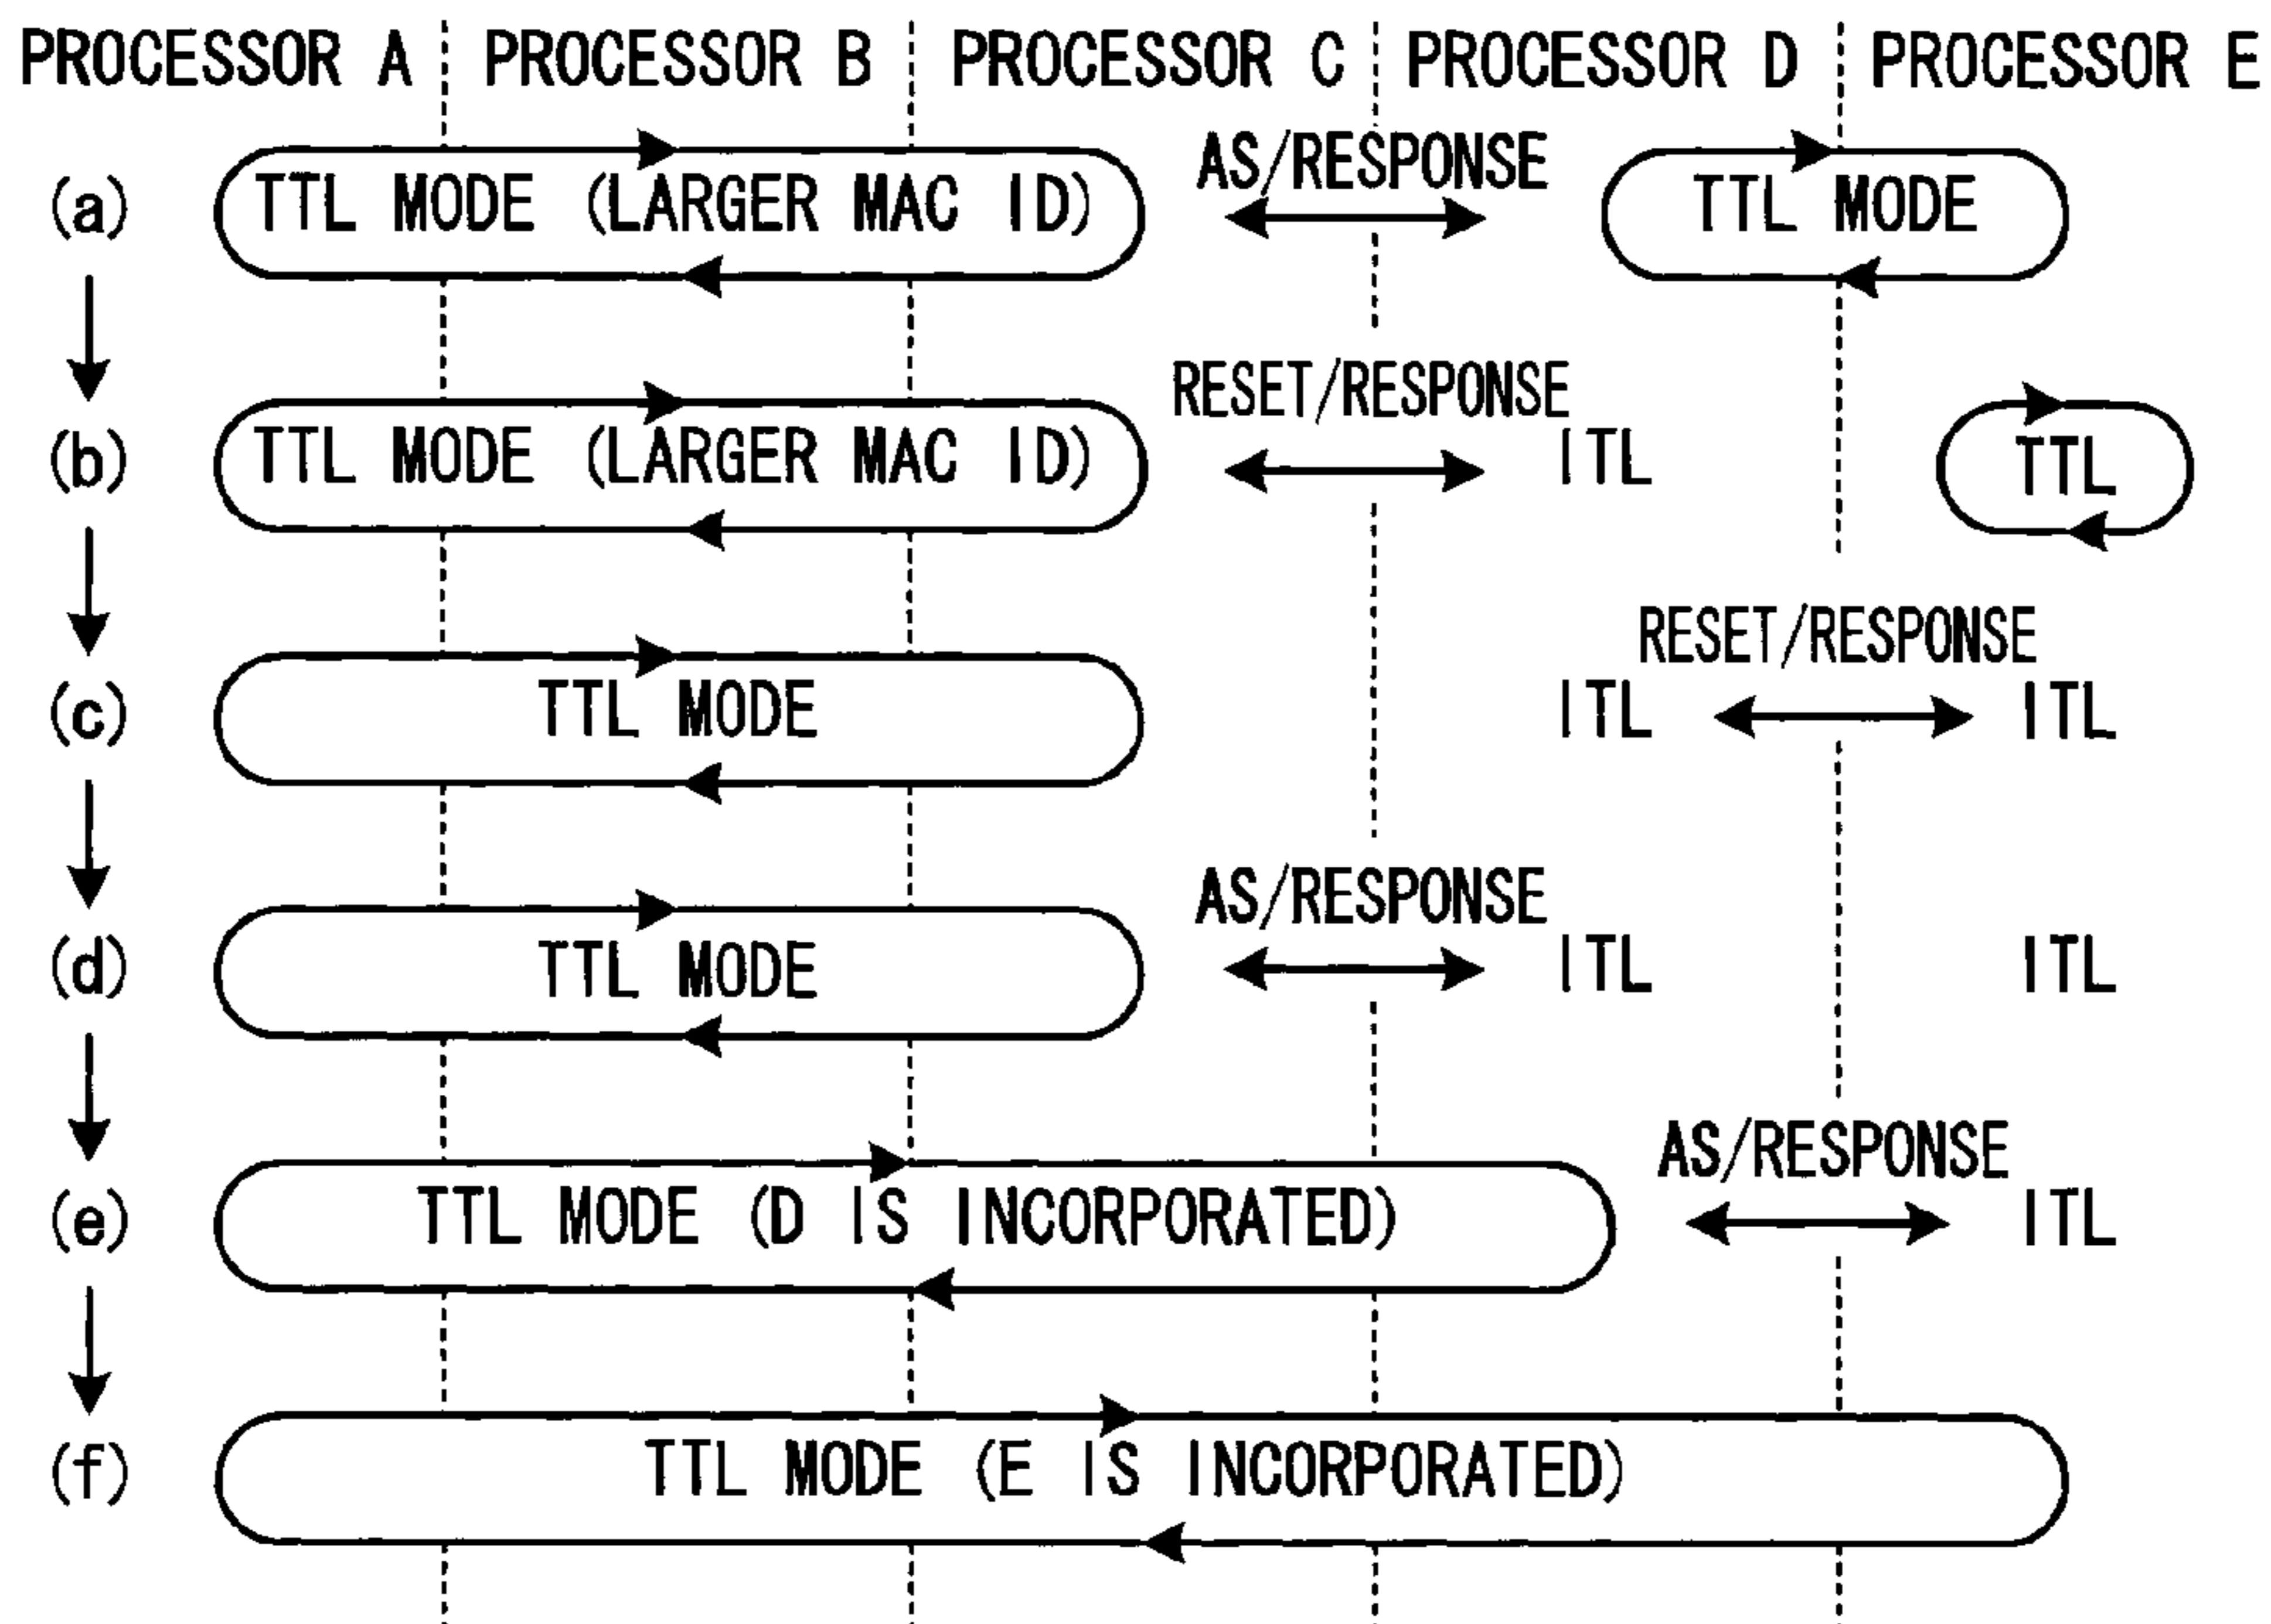 PROCESSOR A PROCESSOR B PROCESSOR C PROCESSOR D PROCESSOR E
AS/RESPONSE
(a) TTL MODE (LARGER MAC ID) TTL MODE
RESET/RESPONSE
(b) TTL MODE (LARGER MAC ID) ITL TTL
RESET/RESPONSE
(c) TTL MODE ITL ITL
AS/RESPONSE
(d) TTL MODE ITL ITL
AS/RESPONSE
(e) TTL MODE (D IS INCORPORATED) ITL
(f) TTL MODE (E IS INCORPORATED)